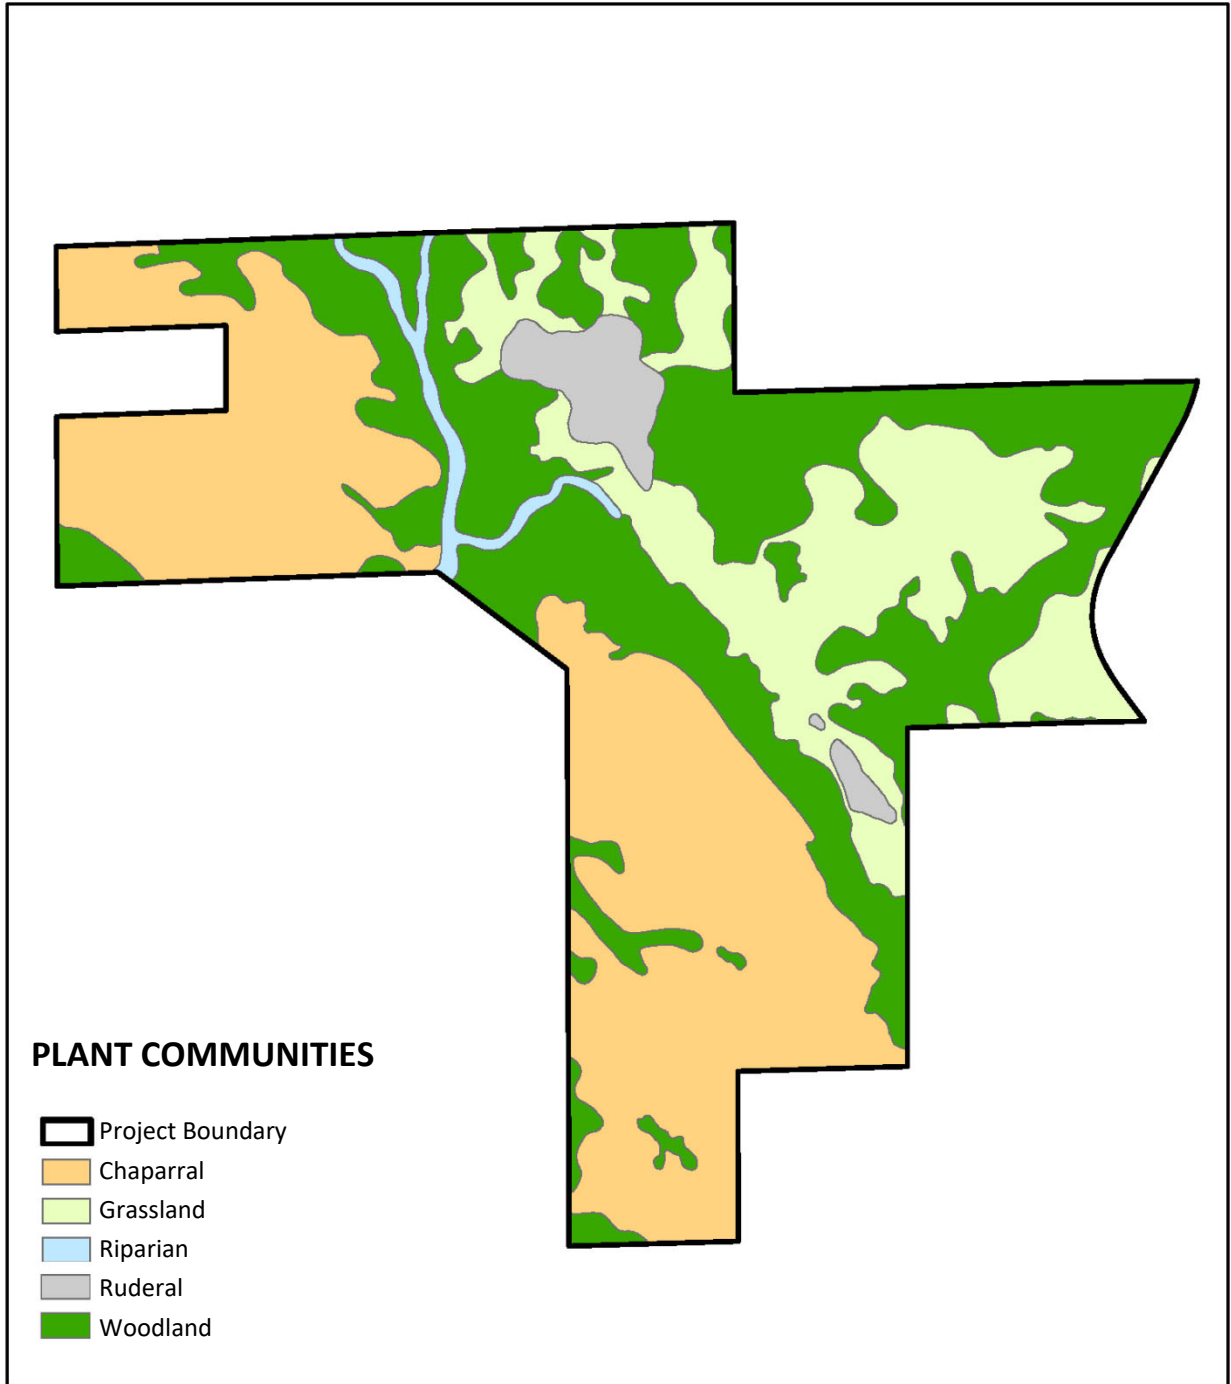 PLANT COMMUNITIES
Project Boundary
Chaparral
Grassland
Riparian
Ruderal
Woodland